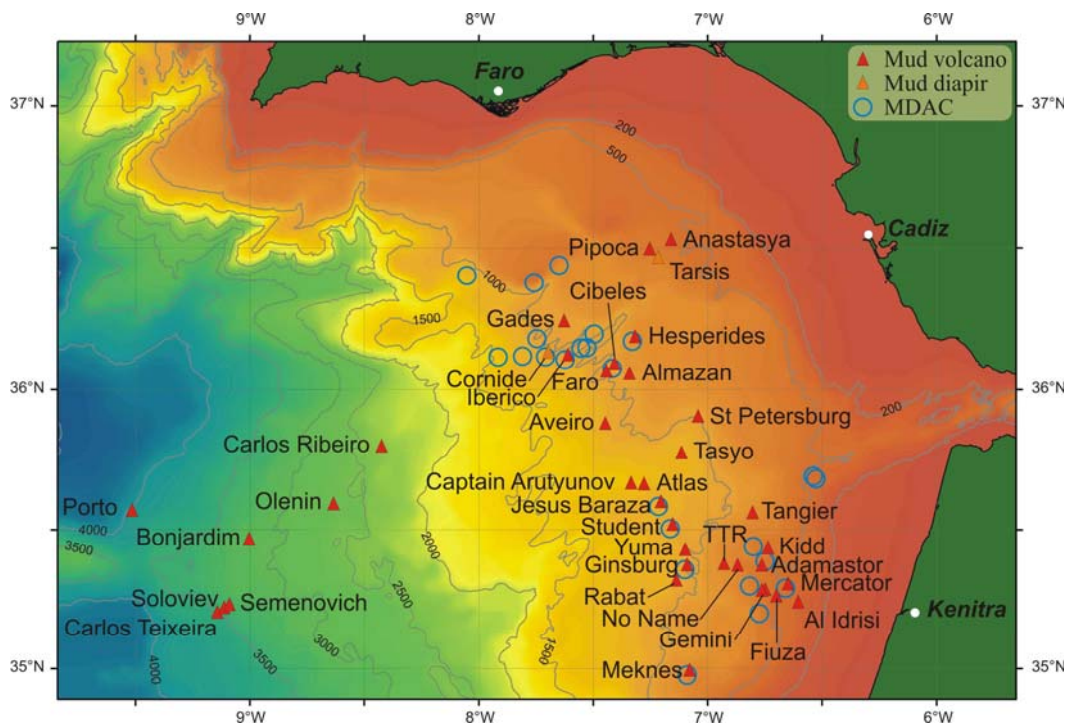 9°W
8°W
7°W
6°W
37°N
37°N
Faro
Mud volcano
Mud diapir
MDAC
200
500
Cadiz
Pipoca
Anastasya
Tarsis
1000
Cibeles
1500
Gades
Hesperides
36°N
36°N
Cornide
Iberico
Faro
Almazan
200
Aveiro
St Petersburg
Carlos Ribeiro
Tasyo
Captain Arutyunov
Atlas
Porto
Olenin
Jesus Baraza
Tangier
4000
Student
TTR
3500
Bonjardim
2000
Yuma
Kidd
Ginsburg
Adamastor
Mercator
Soloviev
Semenovich
2500
Rabat
No Name
Al Idrisi
Kenitra
Carlos Teixeira
3000
1500
Gemini
Fiuza
4000
3500
Meknes
35°N
35°N
9°W
8°W
7°W
6°W